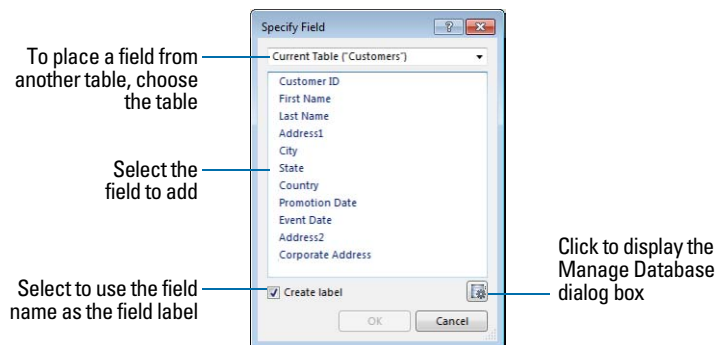 Specify Field
To place a field from
another table, choose
the table
Current Table ("Customers")
Customer ID
First Name
Last Name
Address1
City
State
Country
Promotion Date
Event Date
Address2
Corporate Address
Select the
field to add
Select to use the field
name as the field label
Create label
Click to display the
Manage Database
dialog box
OK
Cancel